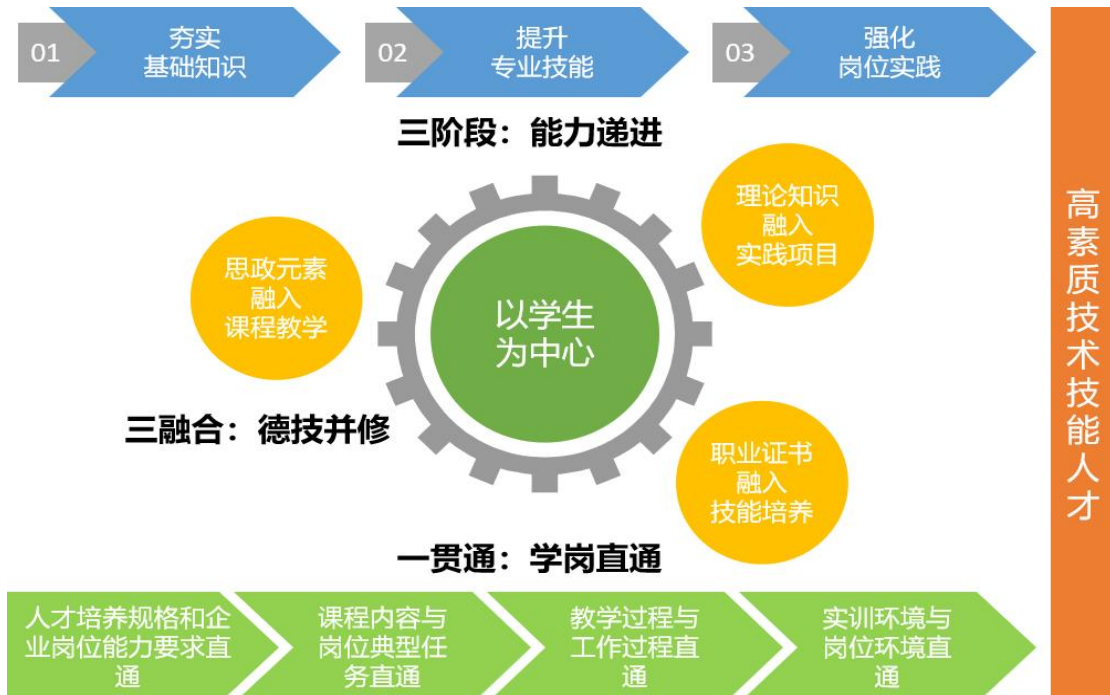 01
夯实
基础知识
02
提升
专业技能
03
强化
岗位实践
三阶段：能力递进
思政元素
融入
课程教学
以学生
为中心
理论知识
融入
实践项目
三融合：德技并修
职业证书
融入
技能培养
一贯通：学岗直通
人才培养规格和企
业岗位能力要求直
通
课程内容与
岗位典型任
务直通
教学过程与
工作过程直
通
实训环境与
岗位环境直
通
高素质技术技能人才